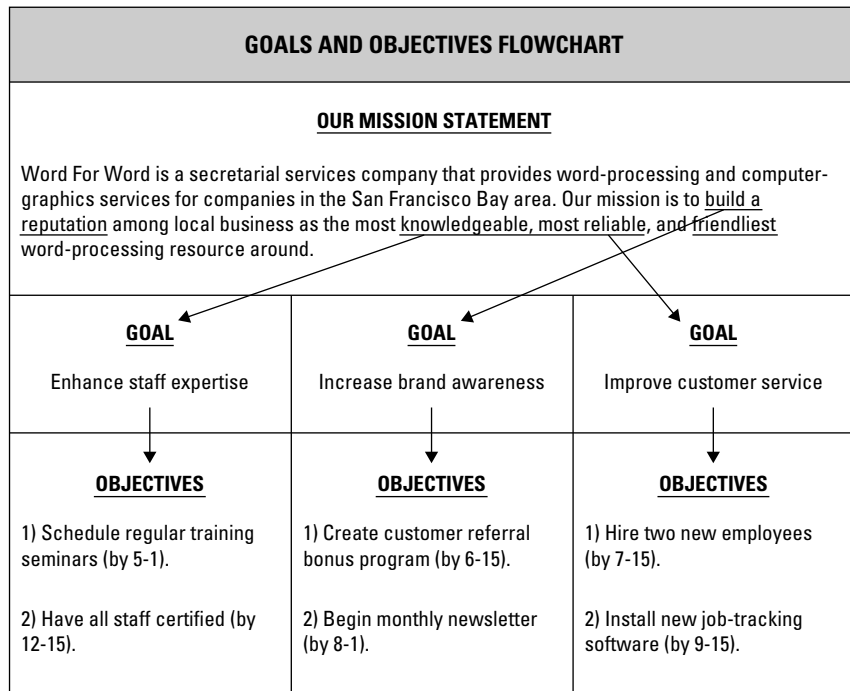 GOALS AND OBJECTIVES FLOWCHART
OUR MISSION STATEMENT
Word For Word is a secretarial services company that provides word-processing and computer-
graphics services for companies in the San Francisco Bay area. Our mission is to build a
reputation among local business as the most knowledgeable, most reliable, and friendliest
word-processing resource around.
GOAL
Enhance staff expertise
GOAL
Increase brand awareness
GOAL
Improve customer service
OBJECTIVES
1) Schedule regular training
seminars (by 5-1).
2) Have all staff certified (by
12-15).
OBJECTIVES
1) Create customer referral
bonus program (by 6-15).
2) Begin monthly newsletter
(by 8-1).
OBJECTIVES
1) Hire two new employees
(by 7-15).
2) Install new job-tracking
software (by 9-15).